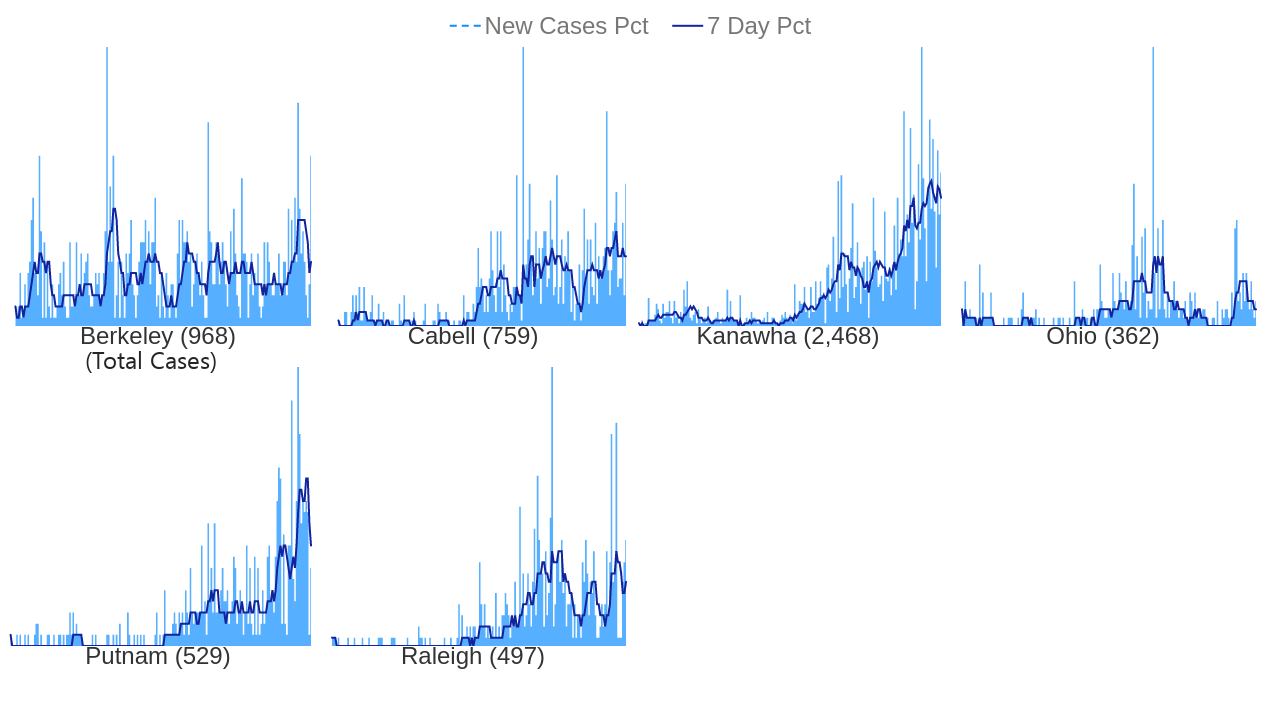 New Cases Pct 7 Day Pct
Berkeley (968) Cabell (759) Kanawha (2,468) Ohio (362)
(Total Cases)
Putnam (529) Raleigh (497)